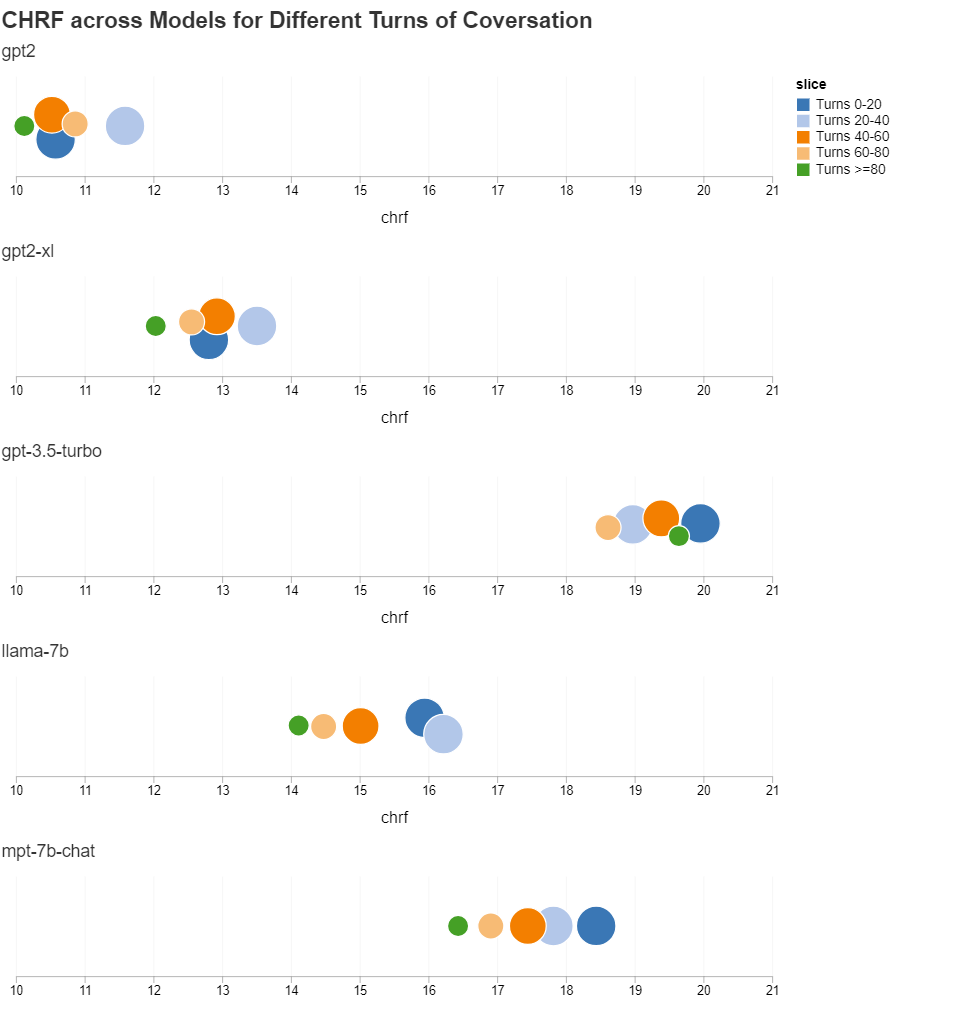 CHRF across Models for Different Turns of Coversation
gpt2
slice
Turns 0-20
Turns 20-40
Turns 40-60
Turns 60-80
Turns >=80
10 11 12 13 14 15 16 17 18 19 20 21
chrf
gpt2-xl
10 11 12 13 14 15 16 17 18 19 20 21
chrf
gpt-3.5-turbo
10 11 12 13 14 15 16 17 18 19 20 21
chrf
llama-7b
10 11 12 13 14 15 16 17 18 19 20 21
chrf
mpt-7b-chat
10 11 12 13 14 15 16 17 18 19 20 21